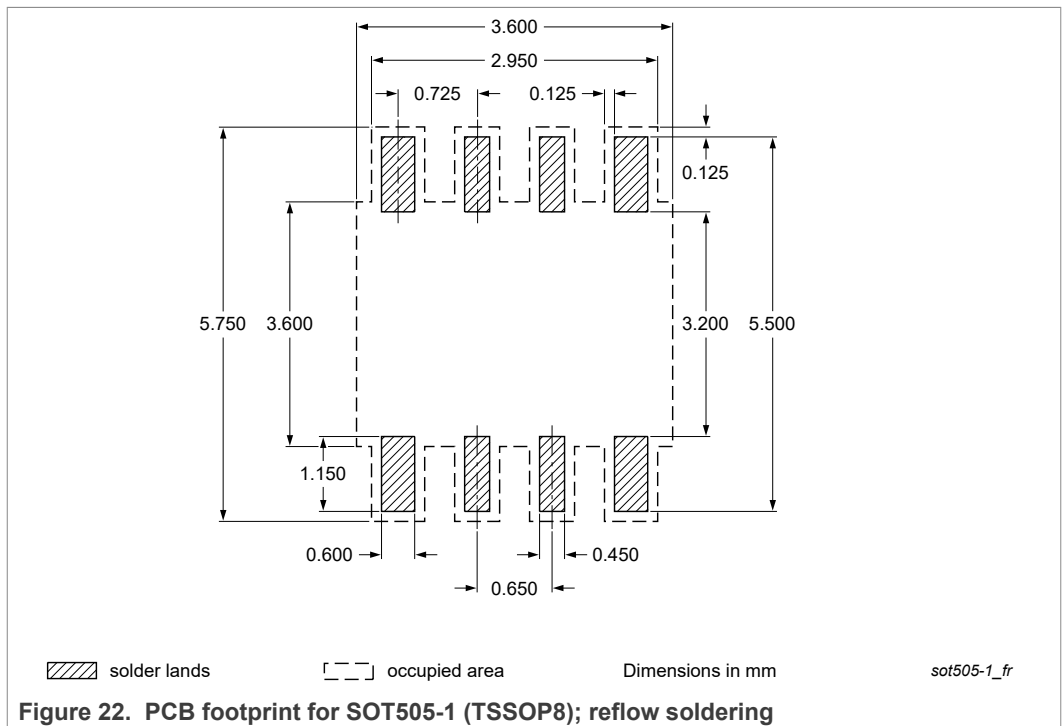 3.600
2.950
0.725 0.125
0.125
5.750 3.600 3.200 5.500
1.150
0.600 0.450
0.650
solder lands occupied area Dimensions in mm sot505-1_fr
Figure 22. PCB footprint for SOT505-1 (TSSOP8); reflow soldering